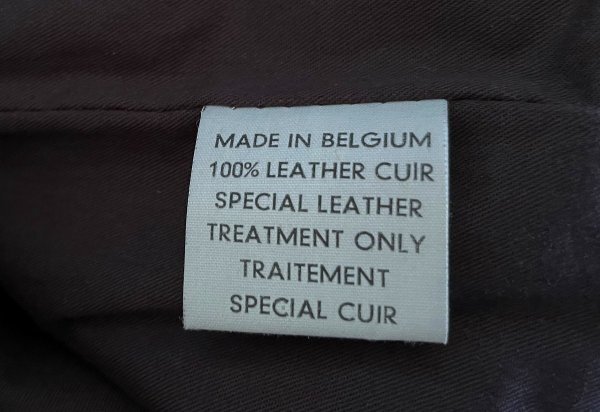 MADE IN BELGIUM
100% LEATHER CUIR
SPECIAL LEATHER
TREATMENT ONLY
TRAITEMENT
SPECIAL CUIR